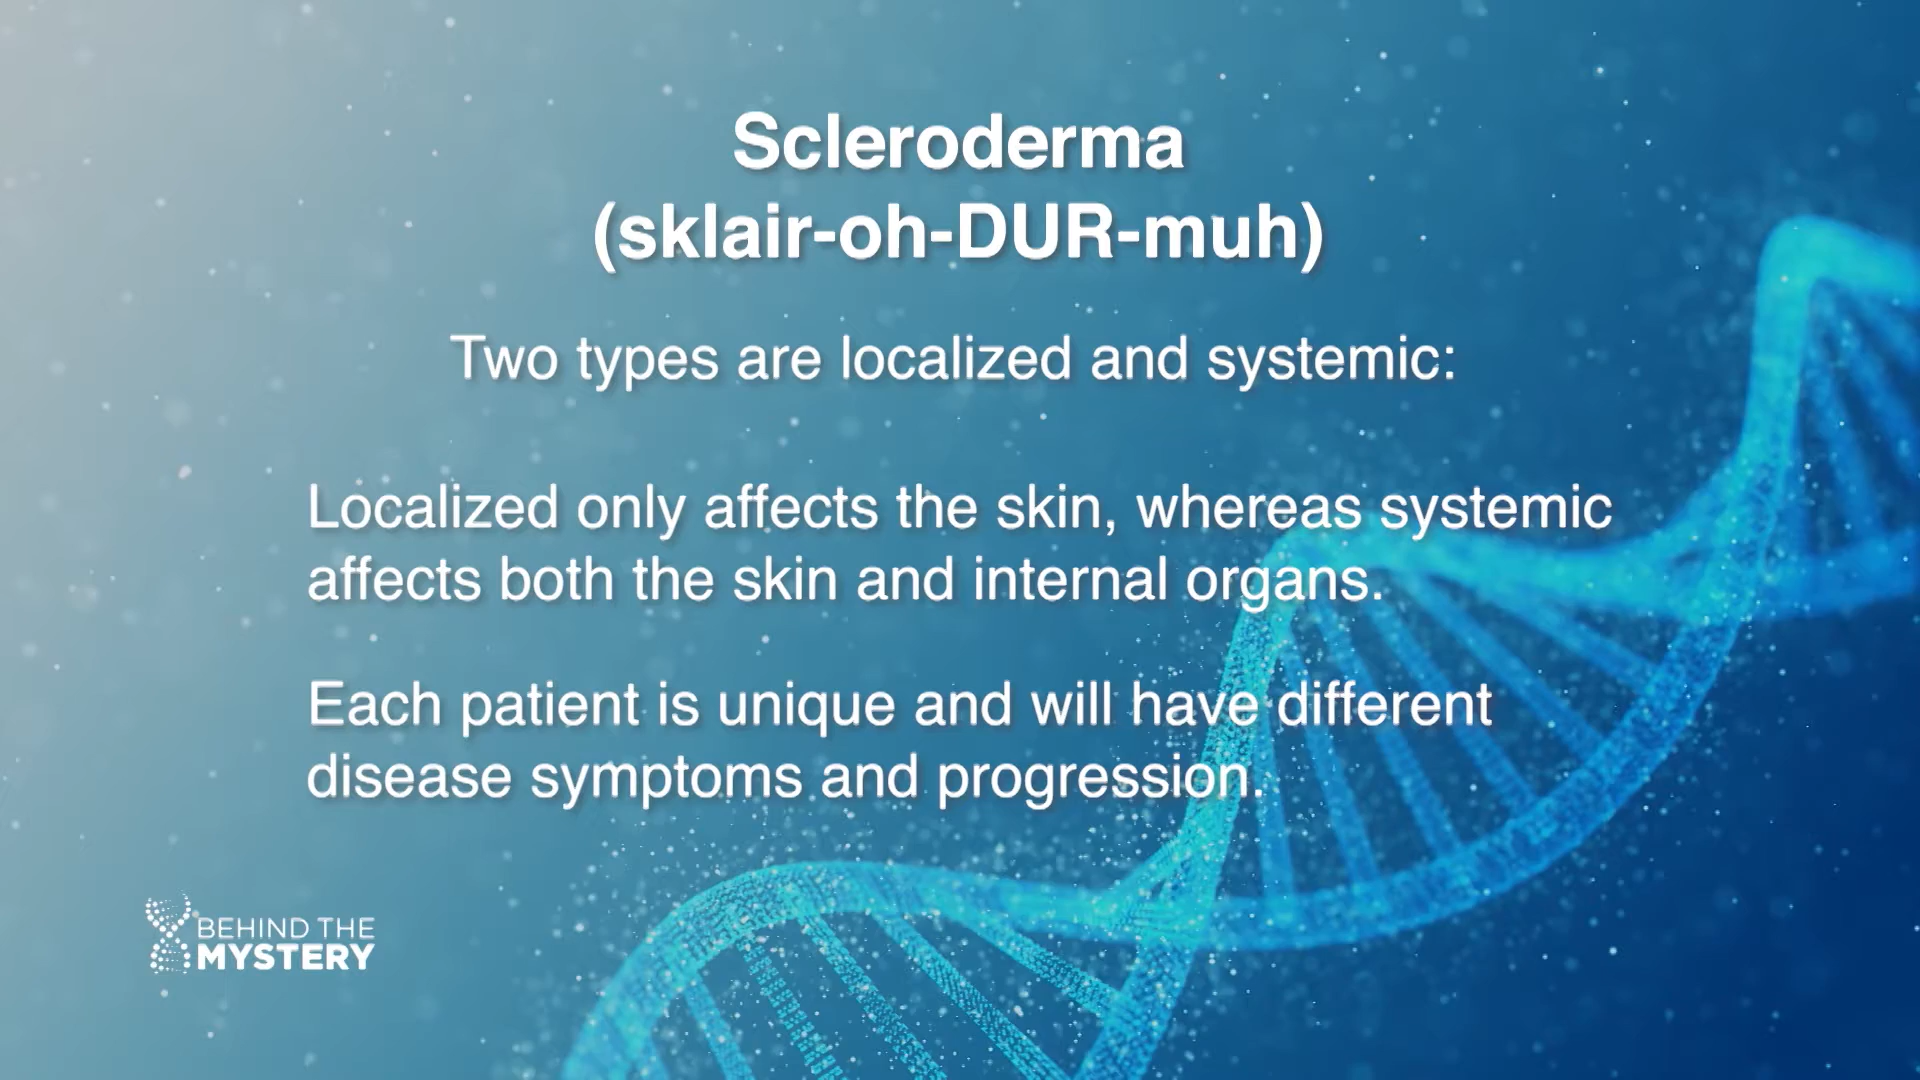 Scleroderma
(sklair-oh-DUR-muh)
Two types are localized and systemic:
Localized only affects the skin, whereas systemic
affects both the skin and internal organs.
Each patient is unique and will have different
disease symptoms and progression.
BEHIND THE
MYSTERY